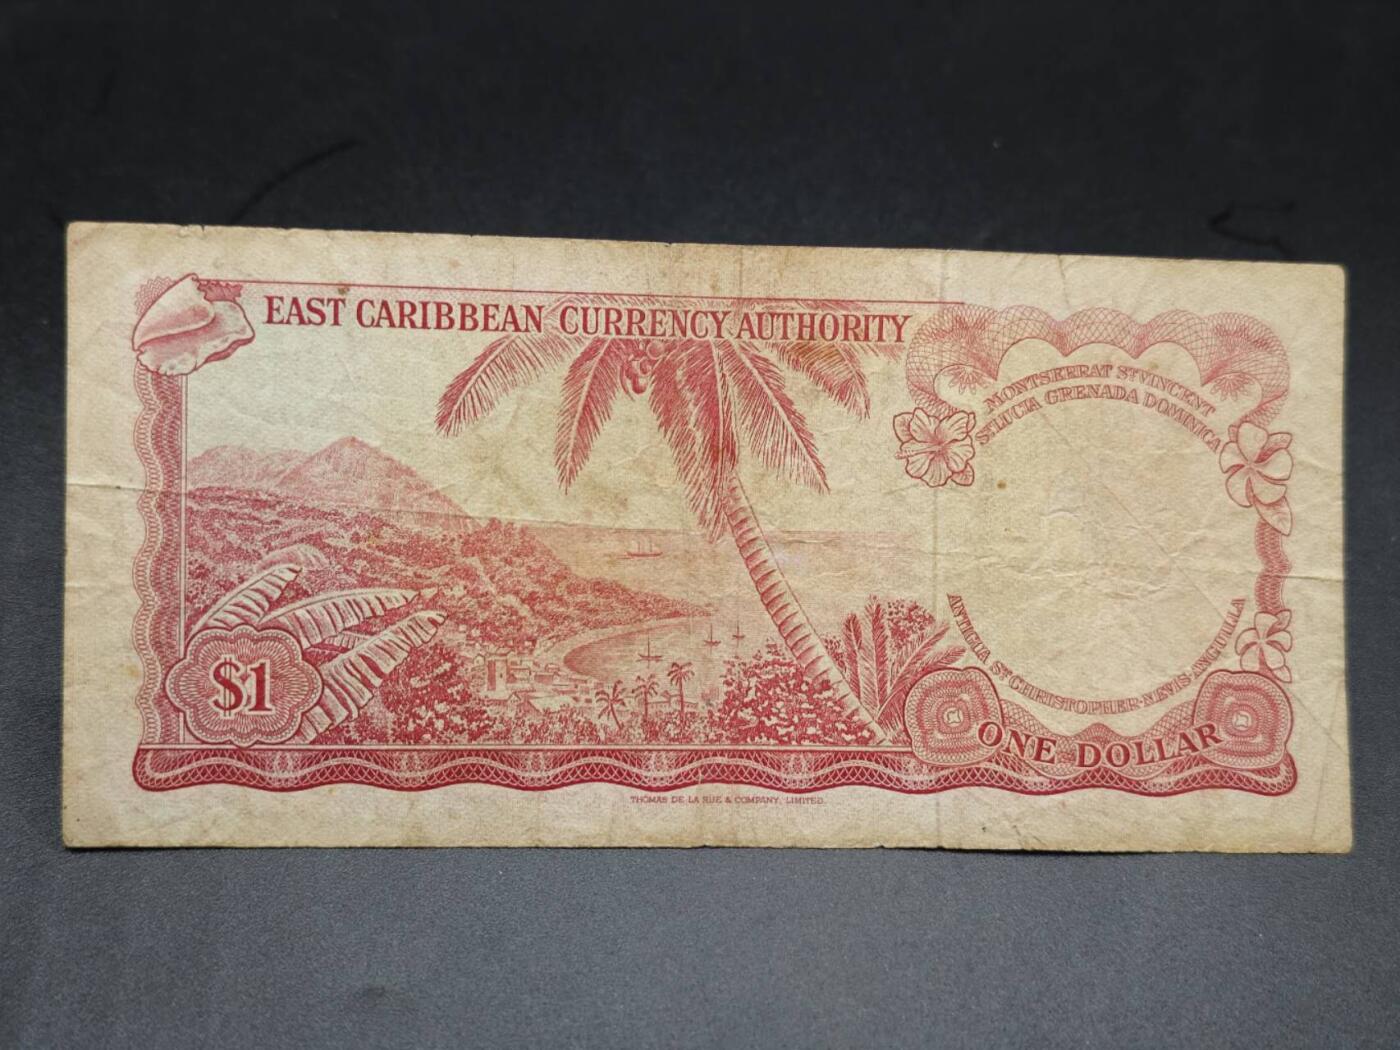 EAST CARIBBEAN CURRENCY AUTHORITY
MONTSERRAT ST VINCENT
ST LUCIA GRENADA DOMINICA
ANTIGUA ST CHRISTOPHER-NEVIS-ANGUILLA
$1
ONE DOLLAR
THOMAS DE LA RUE & COMPANY, LIMITED.